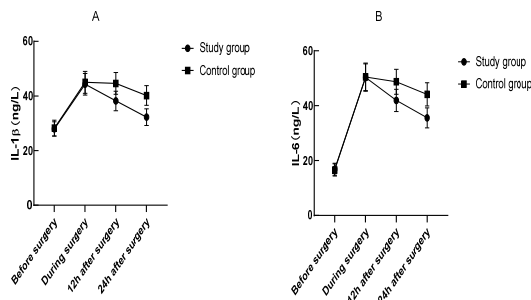 A
60
40
20
0
IL-1β(ng/L)
Before surgery
During surgery
12h after surgery
24h after surgery
Study group
Control group
B
60
40
20
0
IL-6(ng/L)
Before surgery
During surgery
12h after surgery
24h after surgery
Study group
Control group